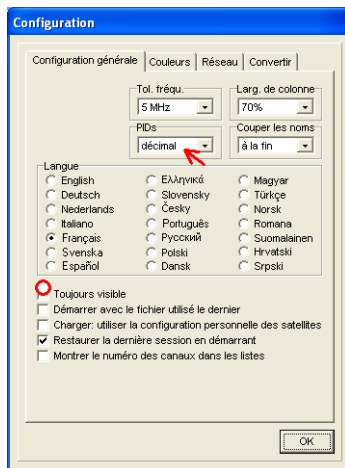 Configuration
Configuration générale Couleurs Réseau Convertir
Tol. fréqu. Larg. de colonne
5 MHz 70%
PIDs Couper les noms
décimal à la fin
Langue
English Ελληνικά Magyar
Deutsch Slovensky Türkçe
Nederlands Česky Norsk
Italiano Português Romana
Français Русский Suomalainen
Svenska Polski Hrvatski
Español Dansk Srpski
Toujours visible
Démarrer avec le fichier utilisé le dernier
Charger: utiliser la configuration personnelle des satellites
Restaurer la dernière session en démarrant
Montrer le numéro des canaux dans les listes
OK